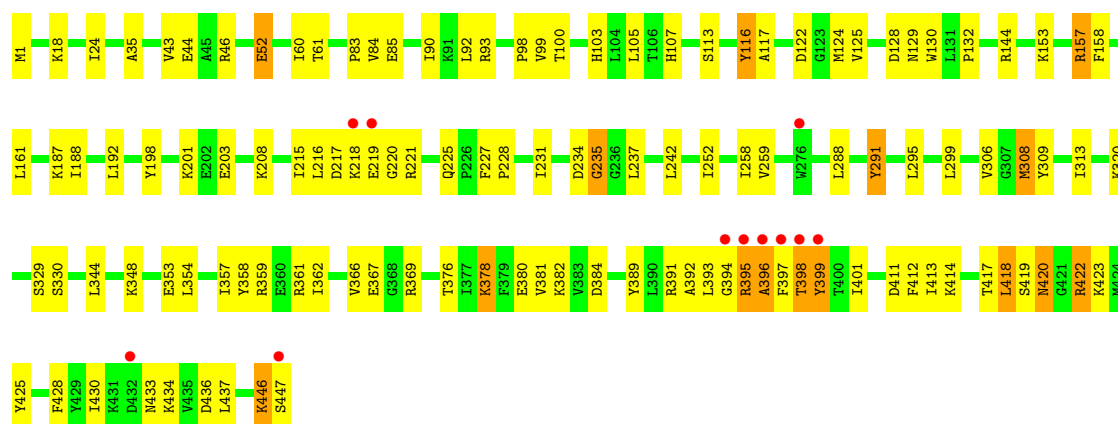 M1 K18 I24 A35 V43 E44 A45 R46 E52 I60 T61 P83 V84 E85 I90 K91 L92 R93 P98 V99 T100 H103 L104 L105 T106 H107 S113 Y116 A117 D122 G123 M124 V125 D128 N129 W130 L131 P132 R144 K153 R157 F158
L161 K187 I188 L192 Y198 K201 E202 E203 K208 I215 L216 D217 K218 E219 G220 R221 Q225 P226 F227 P228 I231 D234 G235 G236 L237 L242 I252 I258 V259 W276 L288 Y291 L295 L299 V306 G307 M308 Y309 I313 K320
S329 S330 L344 K348 E353 L354 I357 Y358 R359 E360 R361 I362 V366 E367 G368 R369 T376 I377 K378 F379 E380 V381 K382 V383 D384 Y389 L390 R391 A392 L393 G394 R395 A396 F397 T398 Y399 T400 I401 D411 F412 I413 K414 T417 L418 S419 N420 G421 R422 K423 M424
Y425 F428 Y429 I430 K431 D432 N433 K434 V435 D436 L437 K446 S447